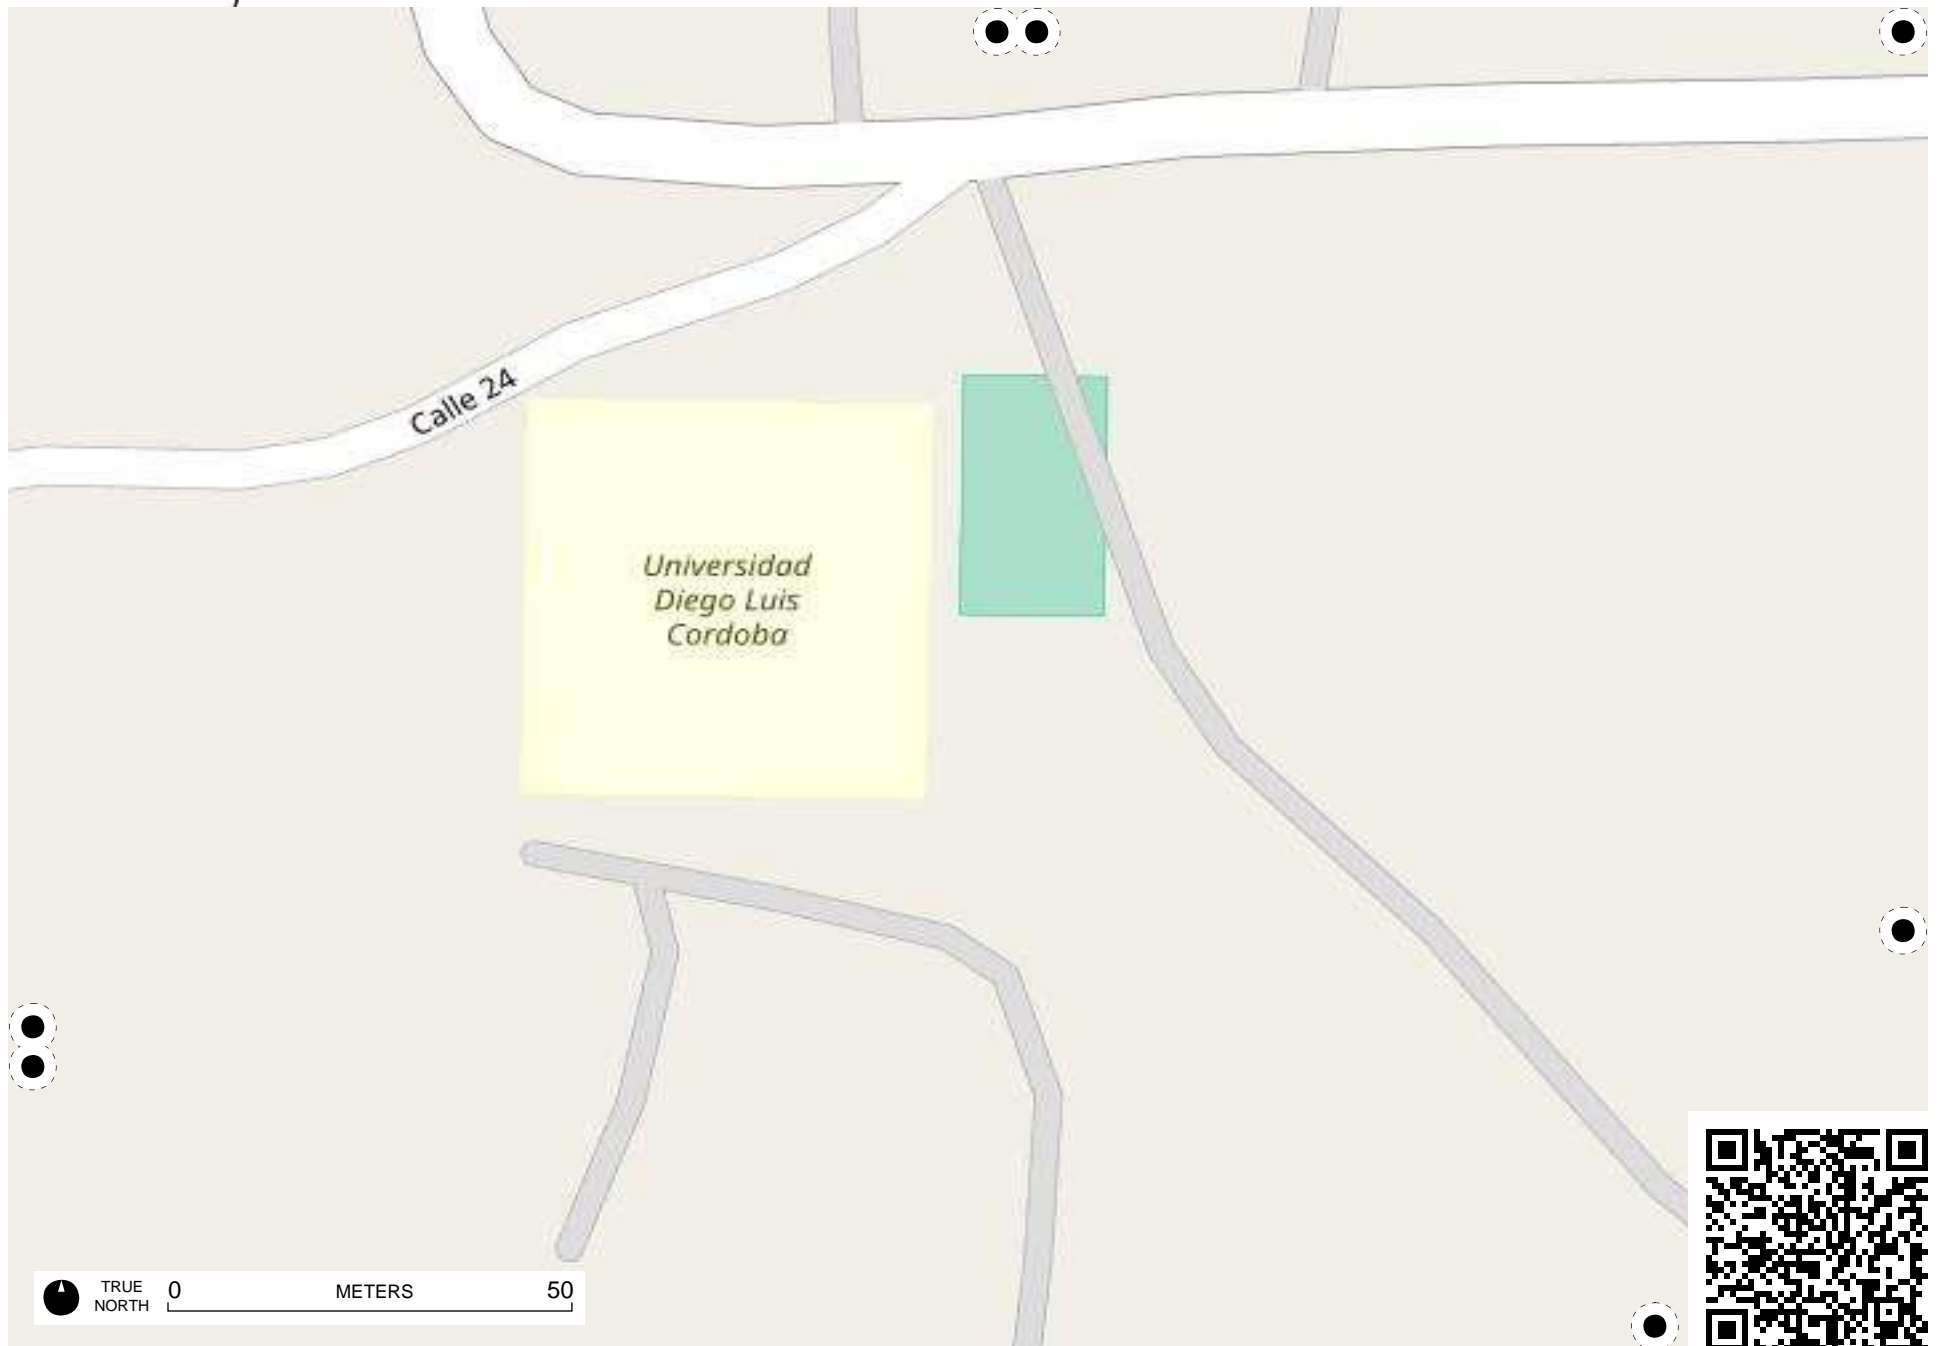 Calle 24
Universidad
Diego Luis
Cordoba
TRUE
NORTH
0 METERS 50